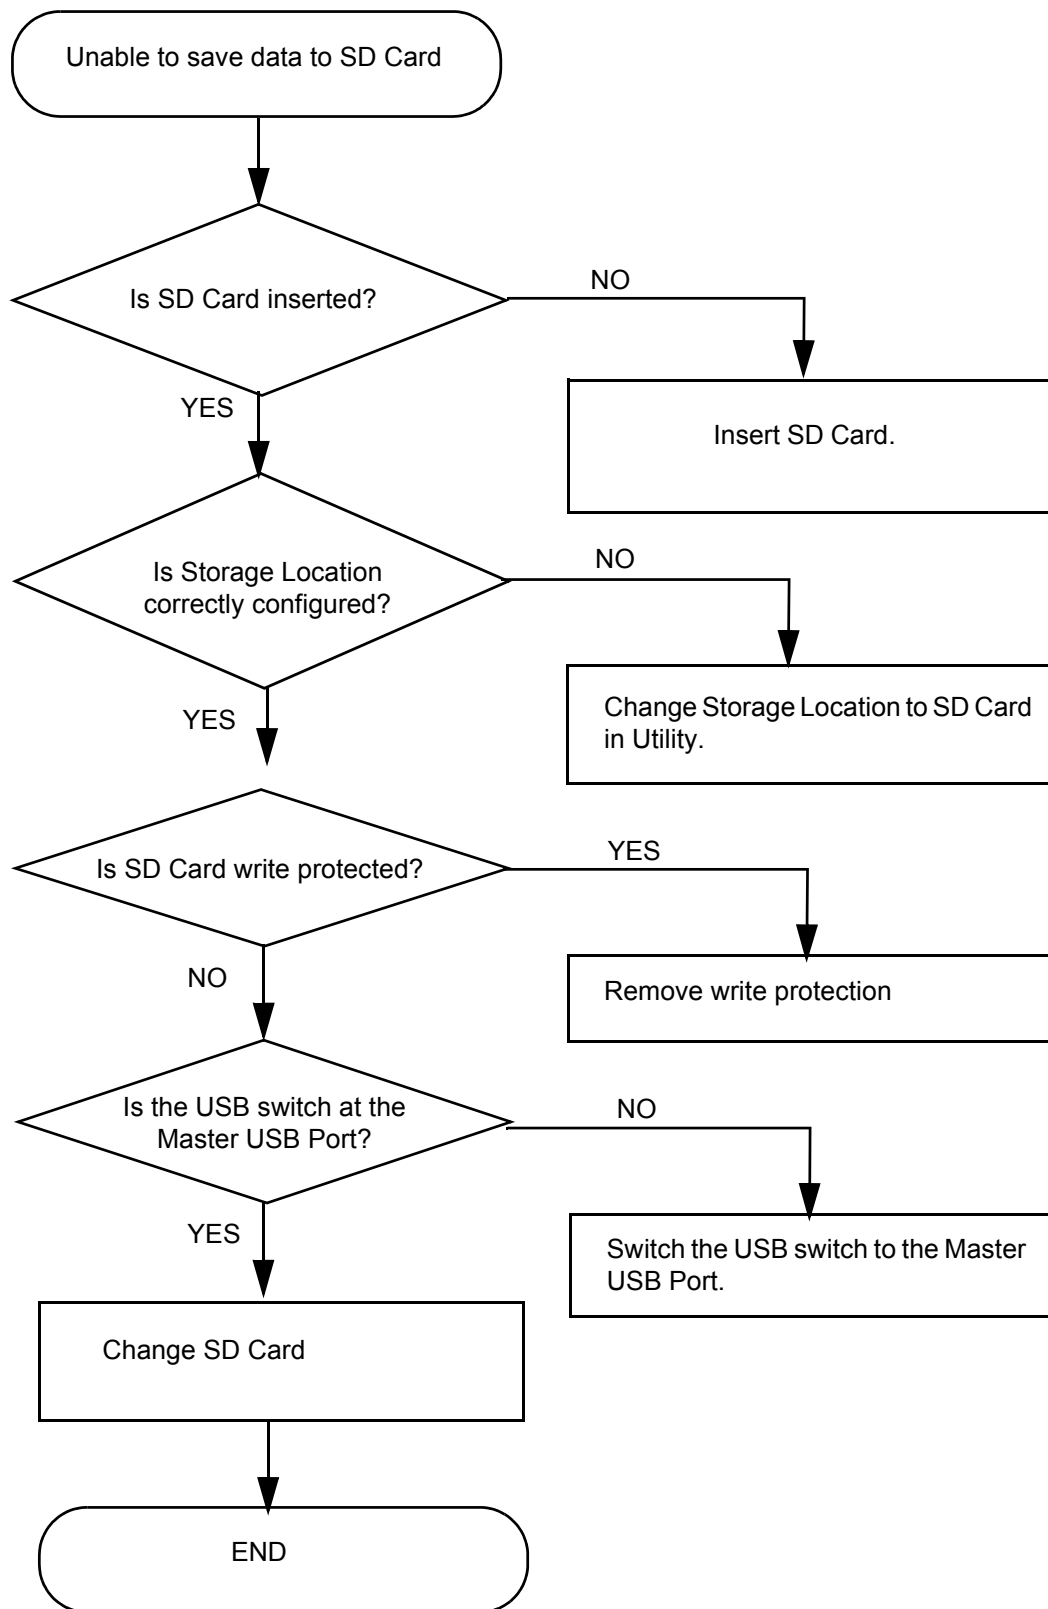 Unable to save data to SD Card
Is SD Card inserted?
NO
YES
Insert SD Card.
Is Storage Location
correctly configured?
NO
YES
Change Storage Location to SD Card
in Utility.
Is SD Card write protected?
YES
NO
Remove write protection
Is the USB switch at the
Master USB Port?
NO
YES
Switch the USB switch to the Master
USB Port.
Change SD Card
END